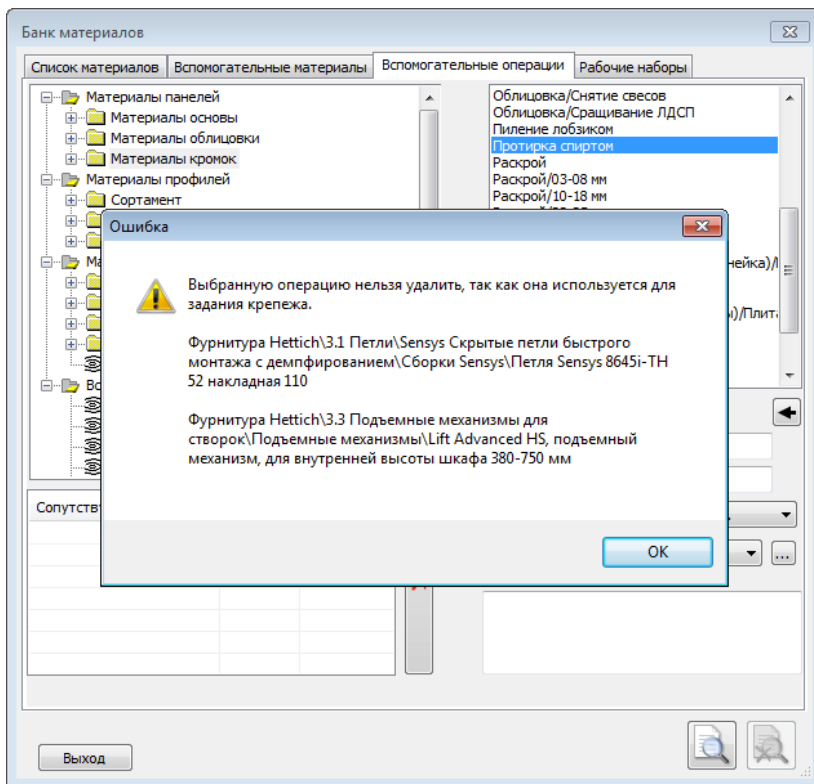 Банк материалов
Список материалов
Вспомогательные материалы
Вспомогательные операции
Рабочие наборы
Материалы панелей
Материалы основы
Материалы облицовки
Материалы кромок
Материалы профилей
Сортамент
Облицовка/Снятие свесов
Облицовка/Сращивание ЛДСП
Пиление лобзиком
Протирка спиртом
Раскрой
Раскрой/03-08 мм
Раскрой/10-18 мм
Ошибка
Выбранную операцию нельзя удалить, так как она используется для
задания крепежа.
Фурнитура Hettich\3.1 Петли\Sensys Скрытые петли быстрого
монтажа с демпфированием\Сборки Sensys\Петля Sensys 8645i-TH
52 накладная 110
Фурнитура Hettich\3.3 Подъемные механизмы для
створок\Подъемные механизмы\Lift Advanced HS, подъемный
механизм, для внутренней высоты шкафа 380-750 мм
OK
Выход